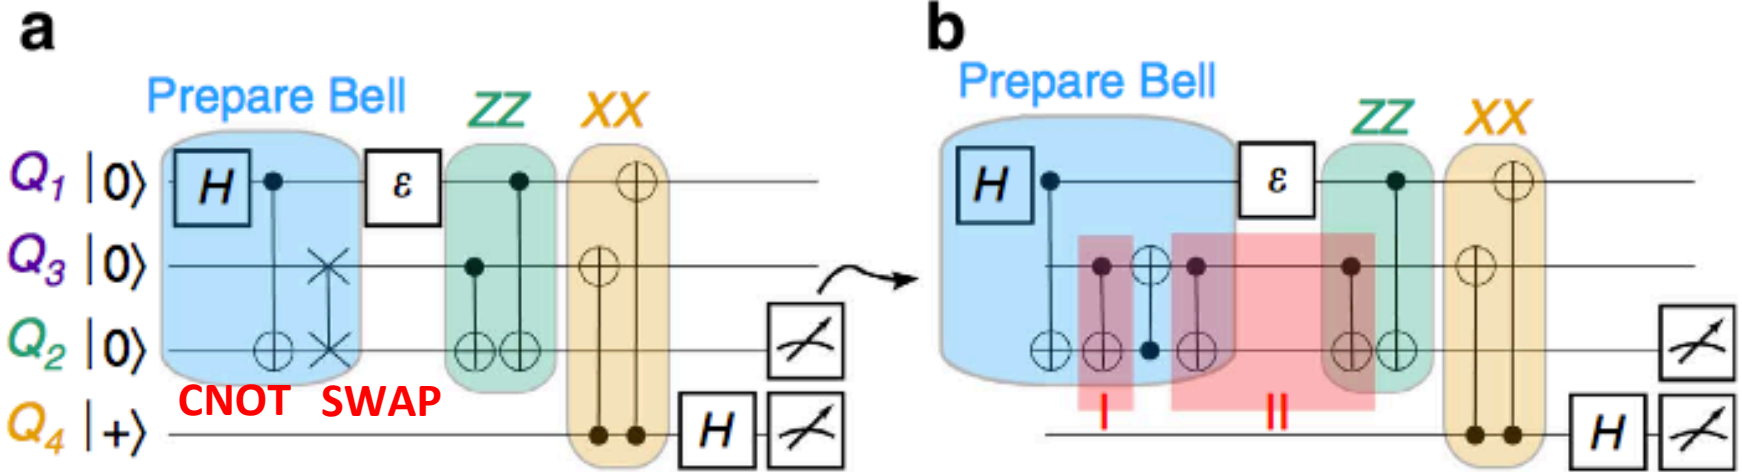 a
Prepare Bell
ZZ
XX
Q1 |0⟩
H
ε
Q3 |0⟩
Q2 |0⟩
CNOT SWAP
Q4 |+⟩
H
b
Prepare Bell
ZZ
XX
H
ε
I
II
H